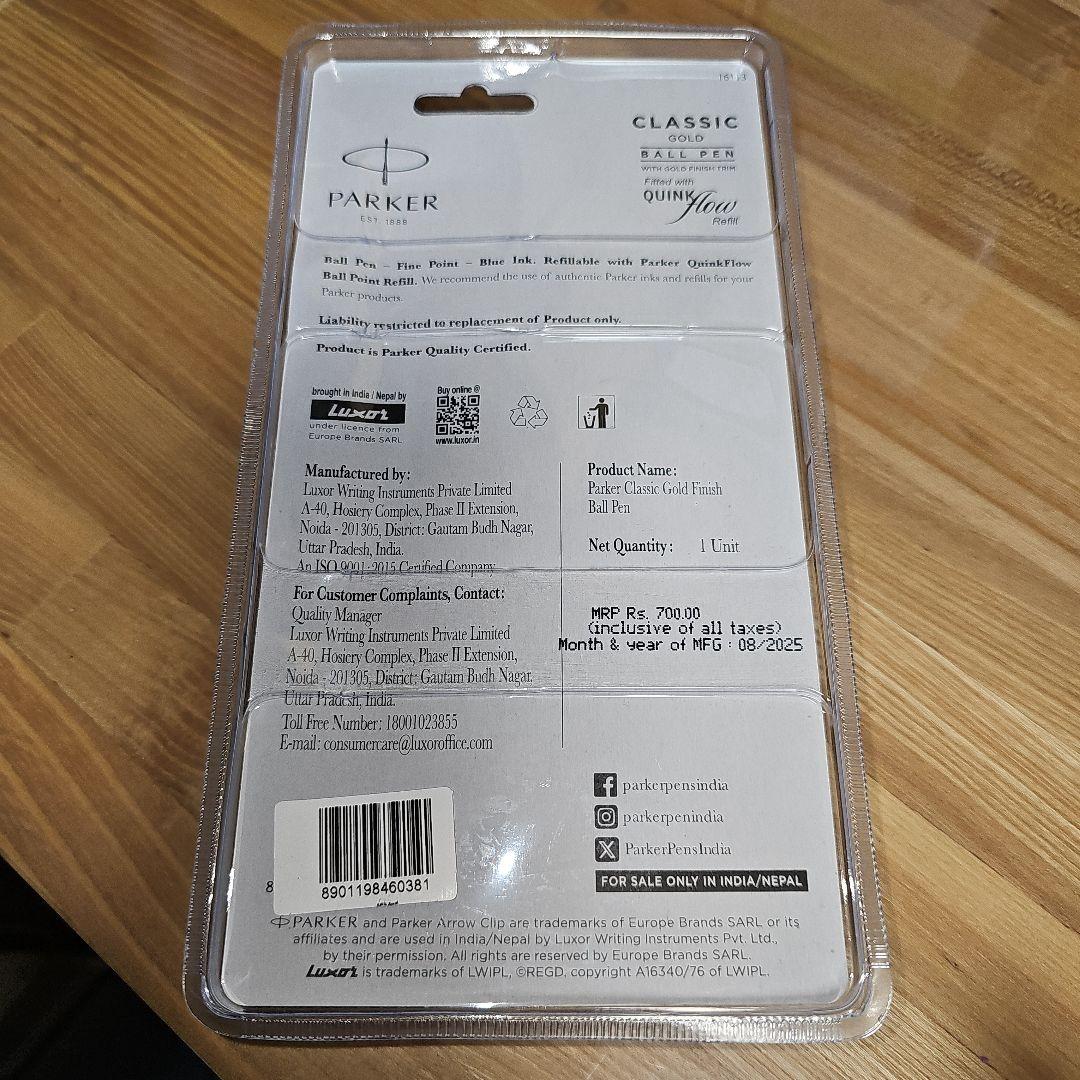 CLASSIC
GOLD
BALL PEN
WITH GOLD FINISH TRIM
Fitted with
QUINK flow
Refill
PARKER
EST. 1888
Ball Pen – Fine Point – Blue Ink. Refillable with Parker QuinkFlow
Ball Point Refill. We recommend the use of authentic Parker inks and refills for your
Parker products.
Liability restricted to replacement of Product only.
Product is Parker Quality Certified.
brought in India / Nepal by
Luxor
under licence from
Europe Brands SARL
Buy online @
www.luxor.in
Manufactured by:
Luxor Writing Instruments Private Limited
A-40, Hosiery Complex, Phase II Extension,
Noida - 201305, District: Gautam Budh Nagar,
Uttar Pradesh, India.
An ISO 9001:2015 Certified Company
For Customer Complaints, Contact:
Quality Manager
Luxor Writing Instruments Private Limited
A-40, Hosiery Complex, Phase II Extension,
Noida - 201305, District: Gautam Budh Nagar,
Uttar Pradesh, India.
Toll Free Number: 18001023855
E-mail: consumercare@luxoroffice.com
Product Name:
Parker Classic Gold Finish
Ball Pen
Net Quantity: 1 Unit
MRP Rs. 700.00
(inclusive of all taxes)
Month & year of MFG : 08/2025
parkerpensindia
parkerpenindia
ParkerPensIndia
FOR SALE ONLY IN INDIA/NEPAL
8
8901198460381
PARKER and Parker Arrow Clip are trademarks of Europe Brands SARL or its
affiliates and are used in India/Nepal by Luxor Writing Instruments Pvt. Ltd.,
by their permission. All rights are reserved by Europe Brands SARL.
Luxor is trademarks of LWIPL, ©REGD. copyright A16340/76 of LWIPL.